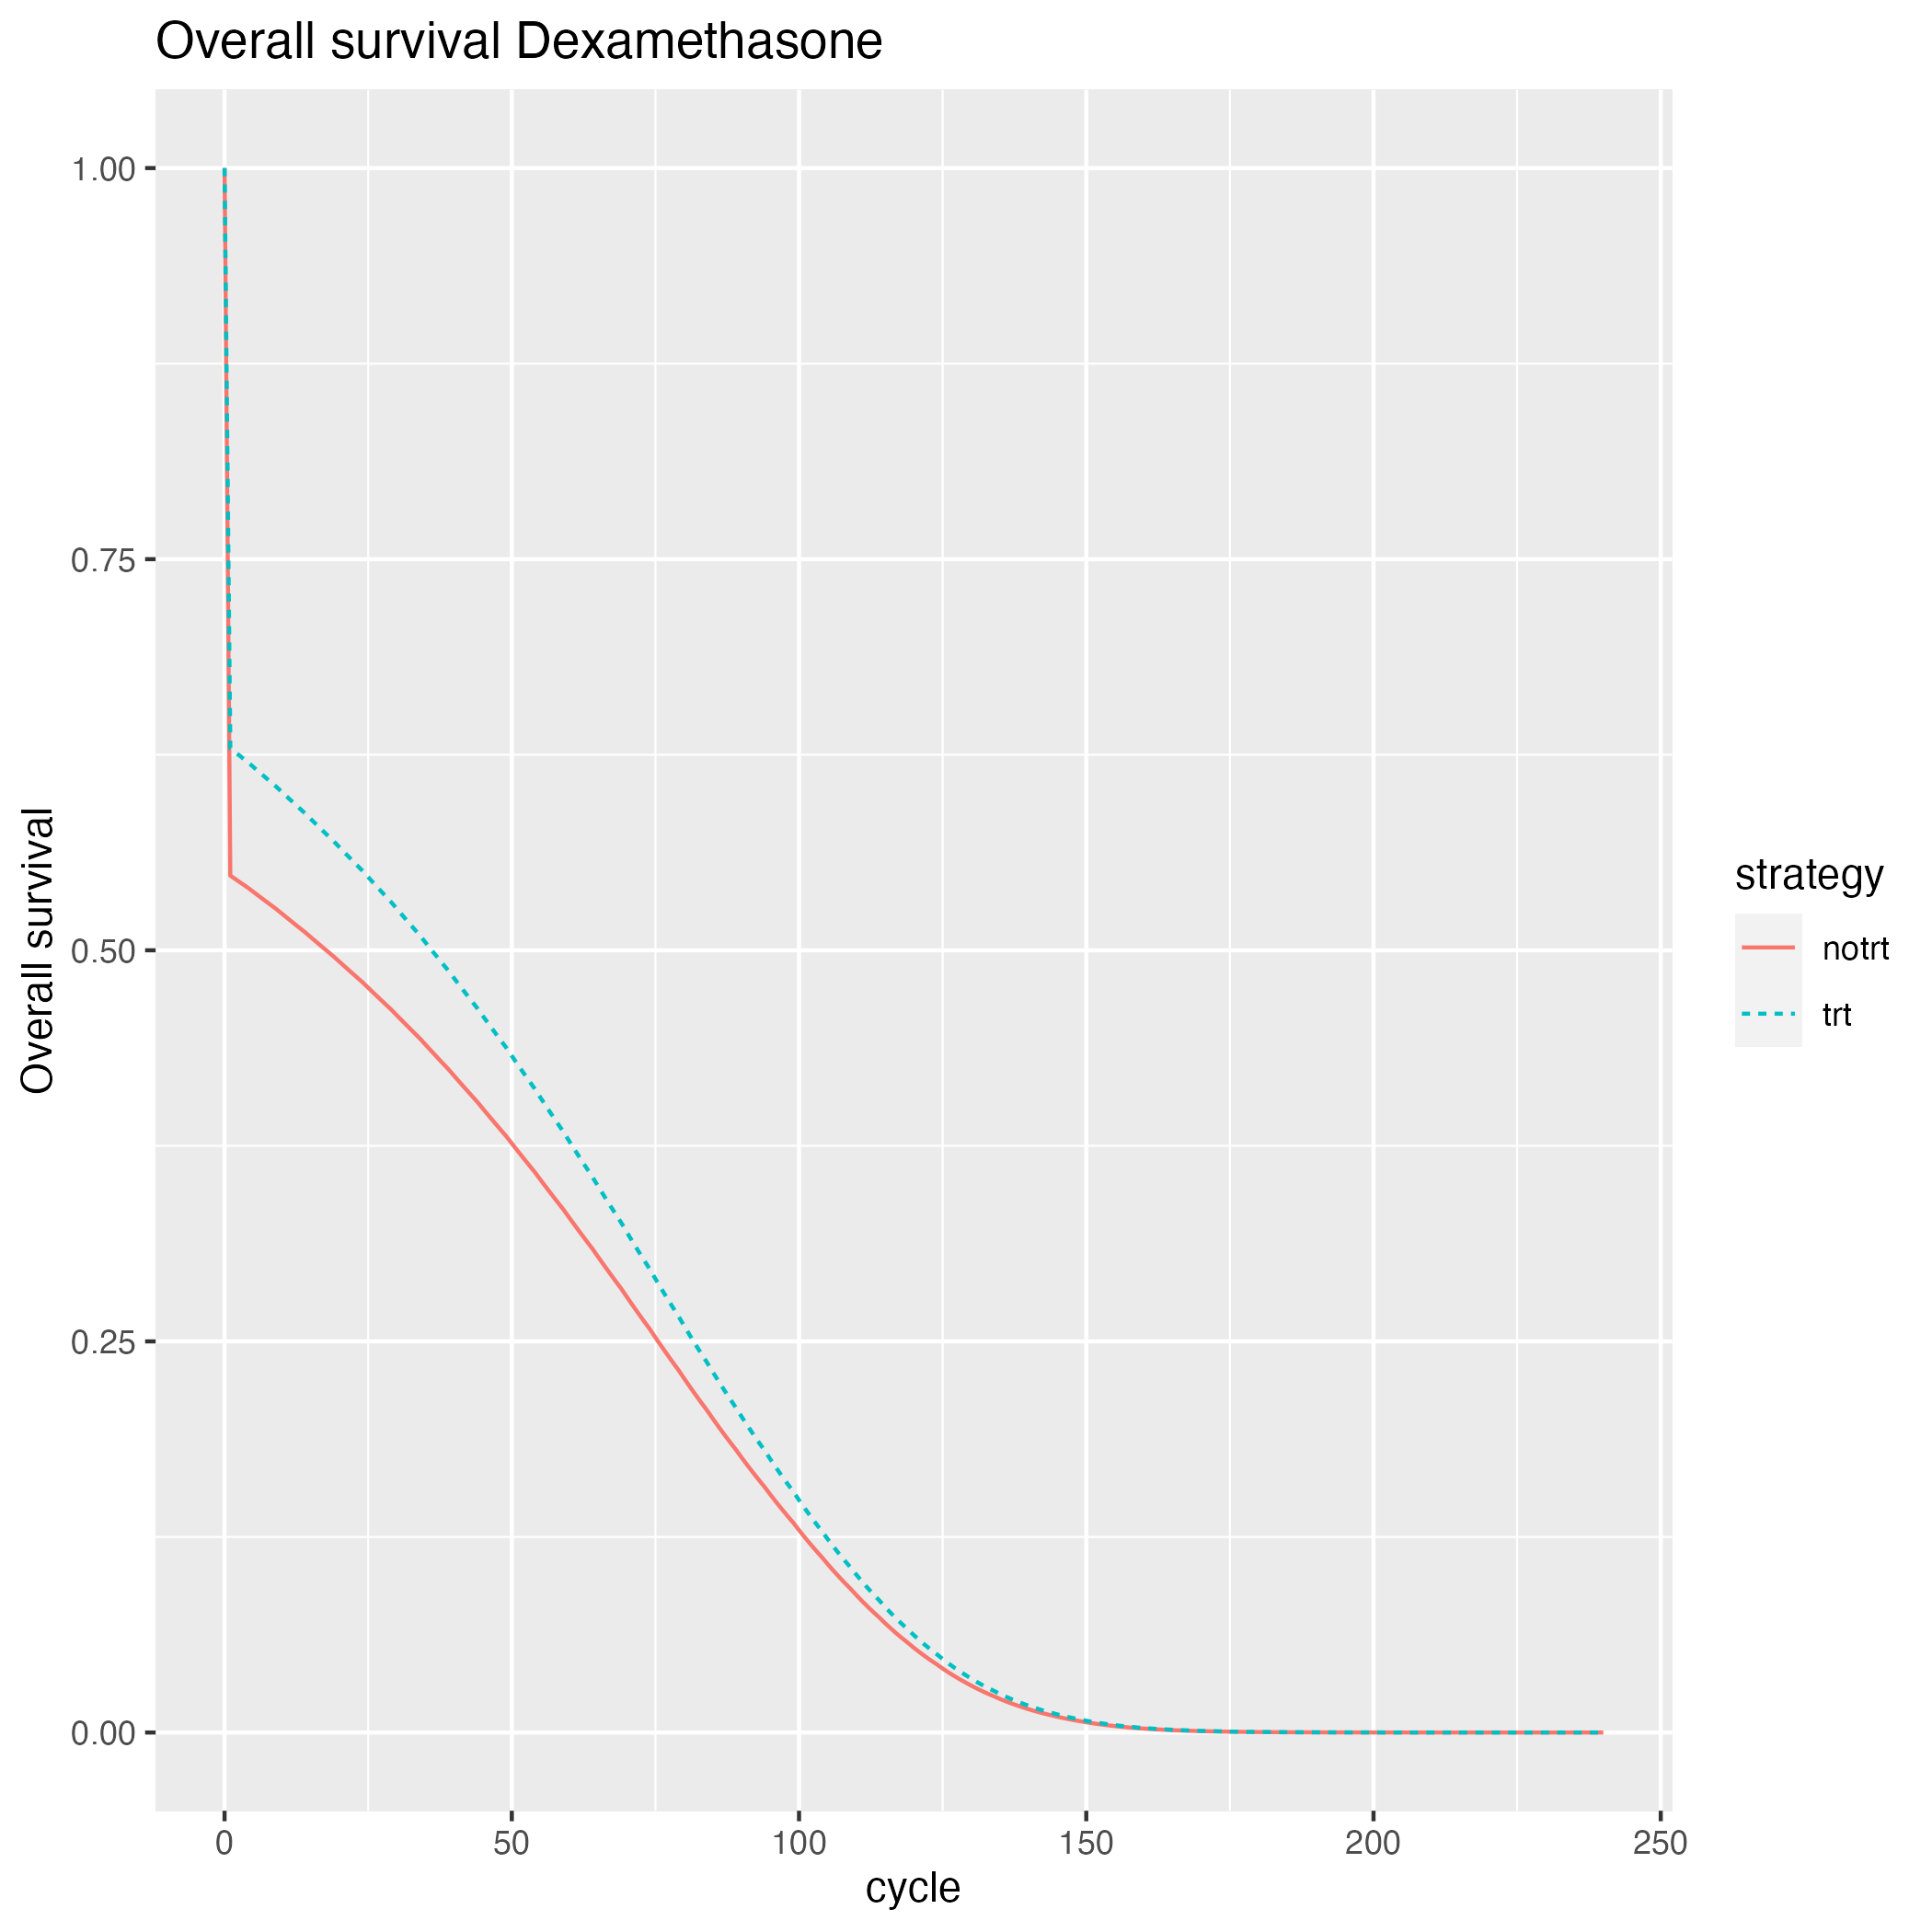 Overall survival Dexamethasone
Overall survival
1.00
0.75
0.50
0.25
0.00
0 50 100 150 200 250
cycle
strategy
notrt
trt